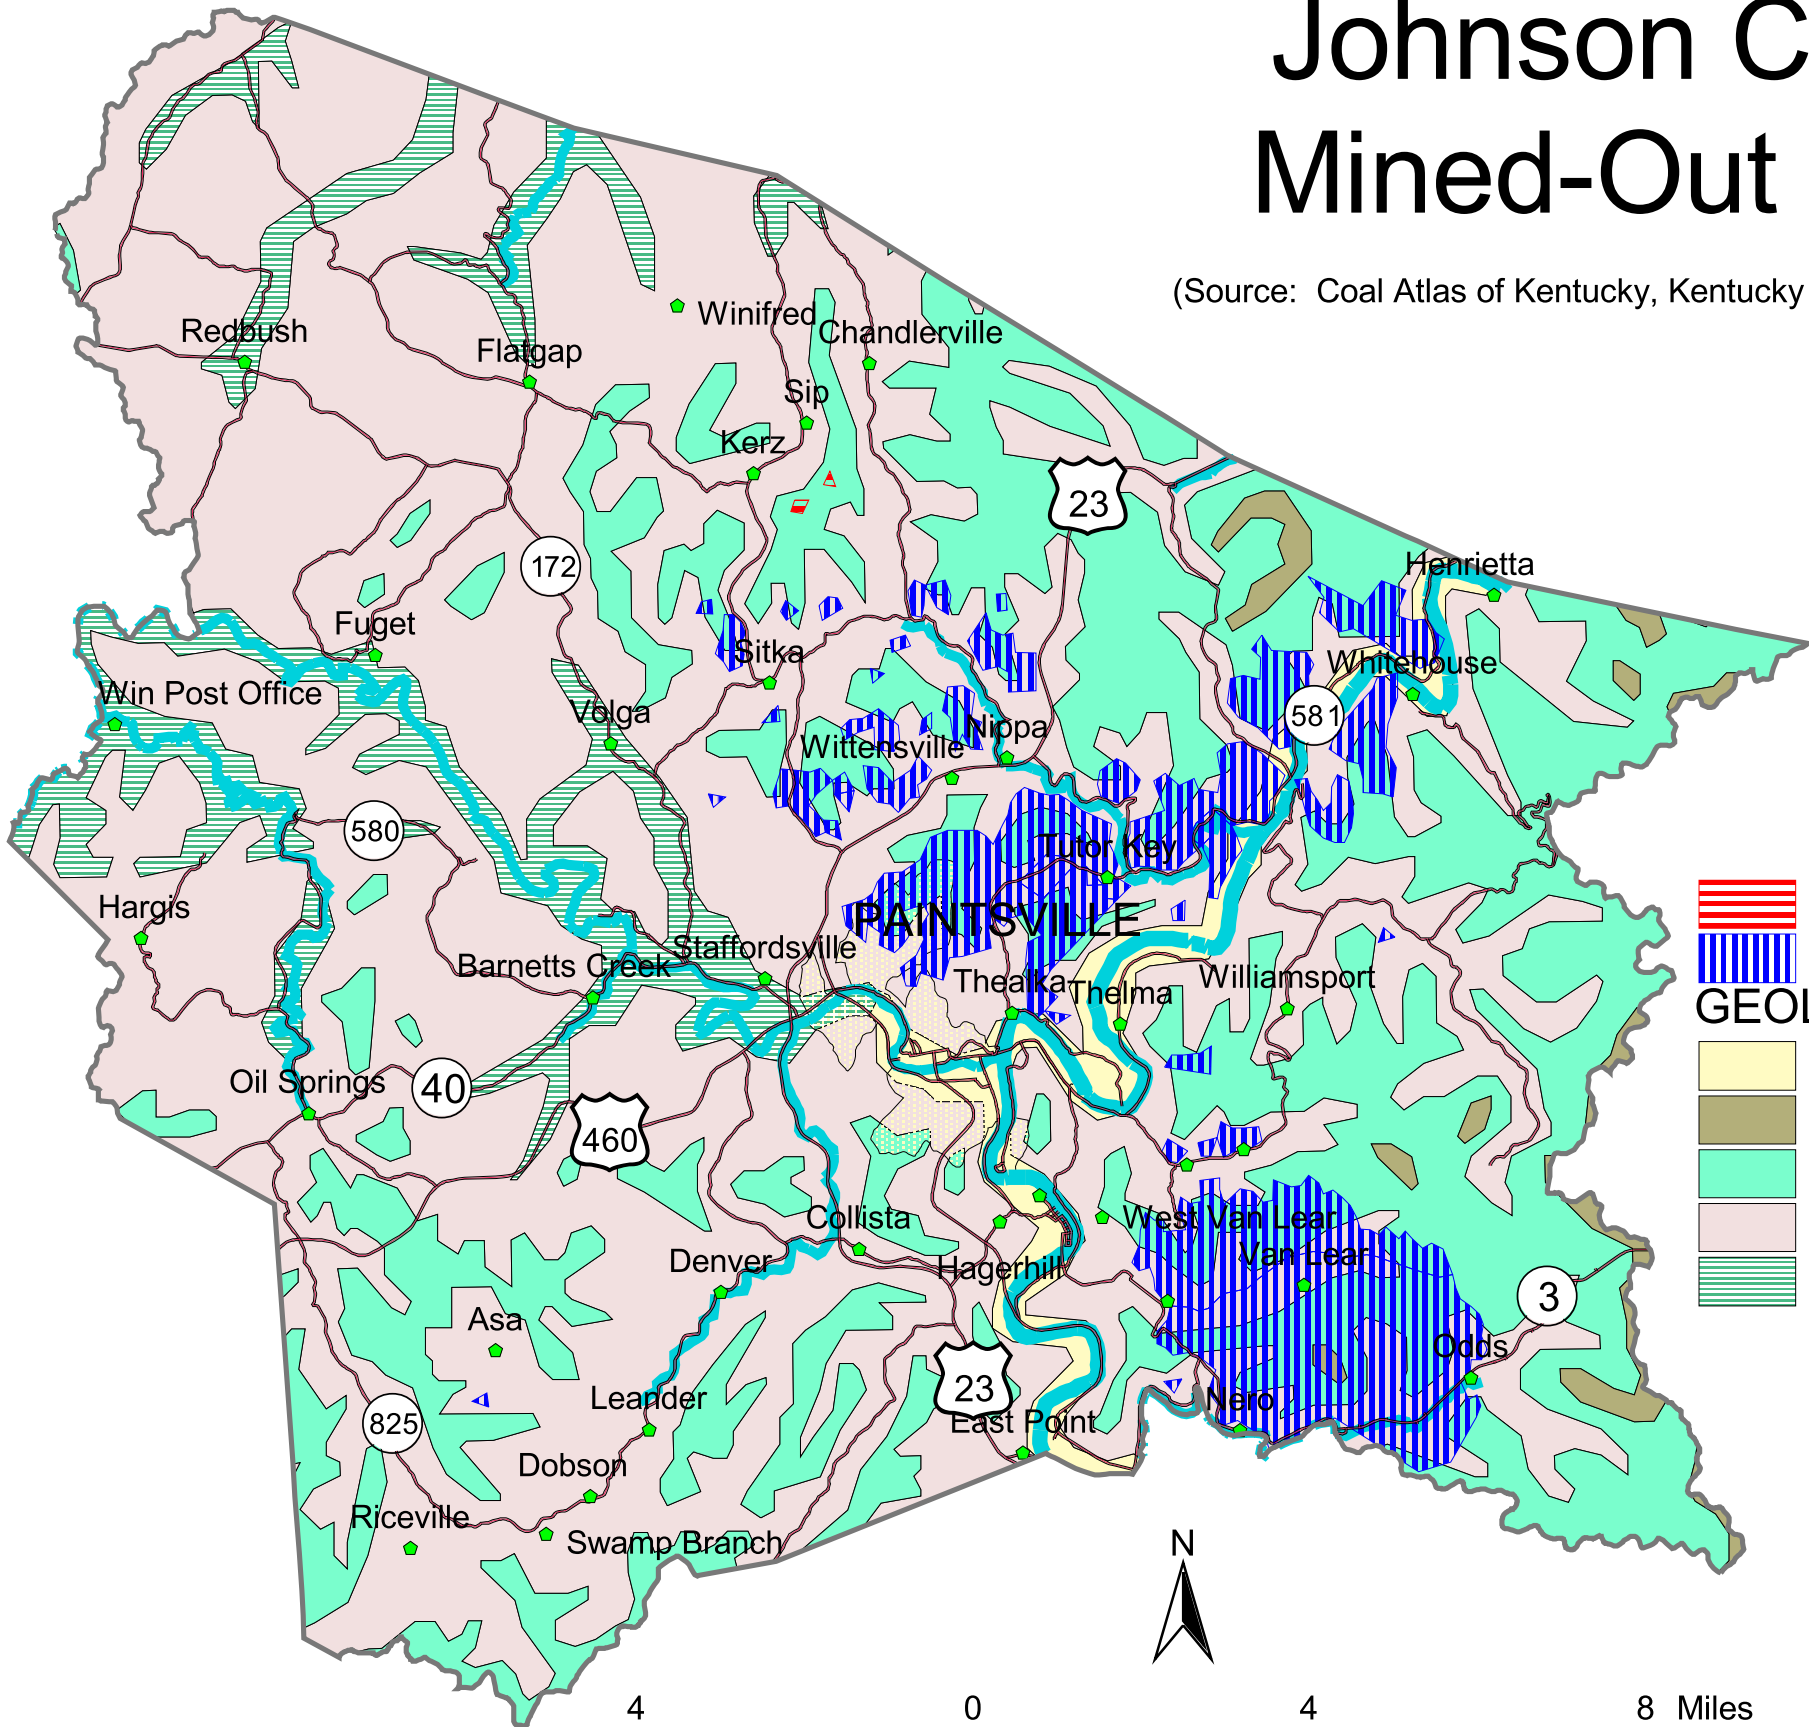 Johnson C
Mined-Out
(Source: Coal Atlas of Kentucky, Kentucky
Winifred
Redbush
Chandlerville
Flatgap
Sip
Kerz
23
172
Henrietta
Fuget
Sitka
Whitehouse
Win Post Office
Volga
581
Nippa
Wittensville
580
Tutor Key
Hargis
PAINTSVILLE
Staffordsville
Barnetts Creek
Thealka
Thelma
Williamsport
GEOL
Oil Springs
40
460
Collista
West Van Lear
Denver
Hagerhill
Van Lear
3
Asa
Odds
23
Leander
Nero
825
East Point
Dobson
Riceville
Swamp Branch
N
4 0 4 8 Miles